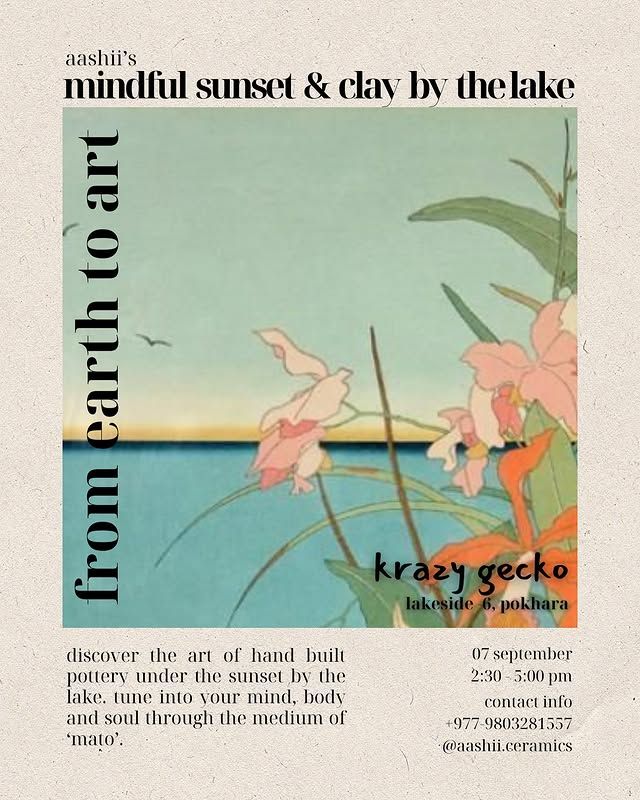 aashii's
mindful sunset & clay by the lake
from earth to art
krazy gecko
lakeside 6, pokhara
discover the art of hand built
pottery under the sunset by the
lake. tune into your mind, body
and soul through the medium of
‘mato’.
07 september
2:30 - 5:00 pm
contact info
+977-9803281557
@aashii.ceramics